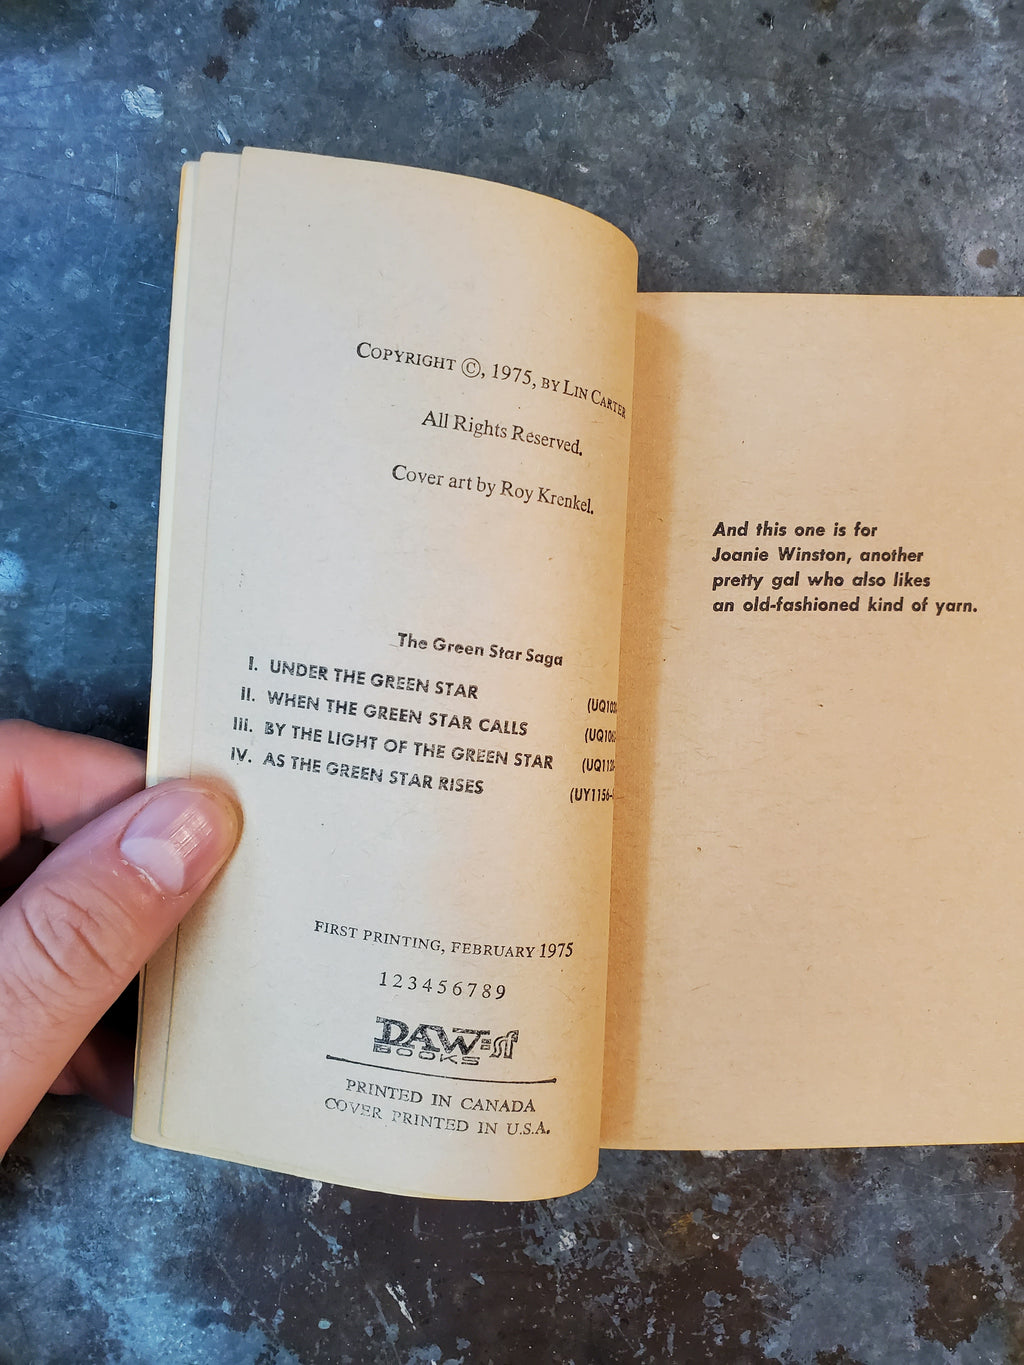 COPYRIGHT ©, 1975, BY LIN CARTER
All Rights Reserved.
Cover art by Roy Krenkel.
The Green Star Saga
I. UNDER THE GREEN STAR
II. WHEN THE GREEN STAR CALLS
III. BY THE LIGHT OF THE GREEN STAR
IV. AS THE GREEN STAR RISES
FIRST PRINTING, FEBRUARY 1975
1 2 3 4 5 6 7 8 9
DAW=sf
BOOKS
PRINTED IN CANADA
COVER PRINTED IN U.S.A.
And this one is for
Joanie Winston, another
pretty gal who also likes
an old-fashioned kind of yarn.